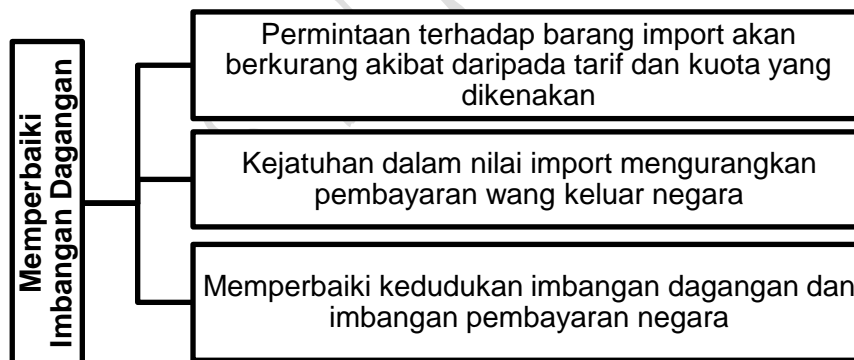 Memperbaiki
Imbangan Dagangan
Permintaan terhadap barang import akan
berkurang akibat daripada tarif dan kuota yang
dikenakan
Kejatuhan dalam nilai import mengurangkan
pembayaran wang keluar negara
Memperbaiki kedudukan imbangan dagangan dan
imbangan pembayaran negara